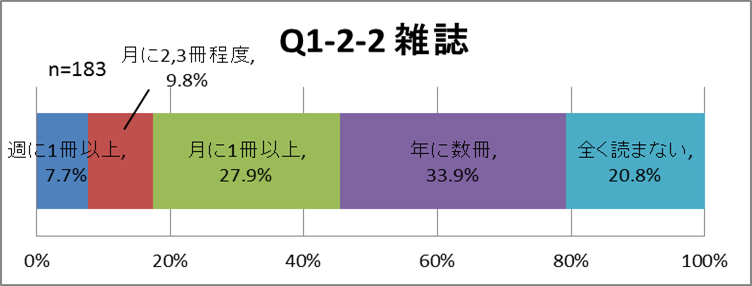 Q1-2-2 雑誌
n=183
月に2,3冊程度,
9.8%
週に1冊以上,
7.7%
月に1冊以上,
27.9%
年に数冊,
33.9%
全く読まない,
20.8%
0%
20%
40%
60%
80%
100%